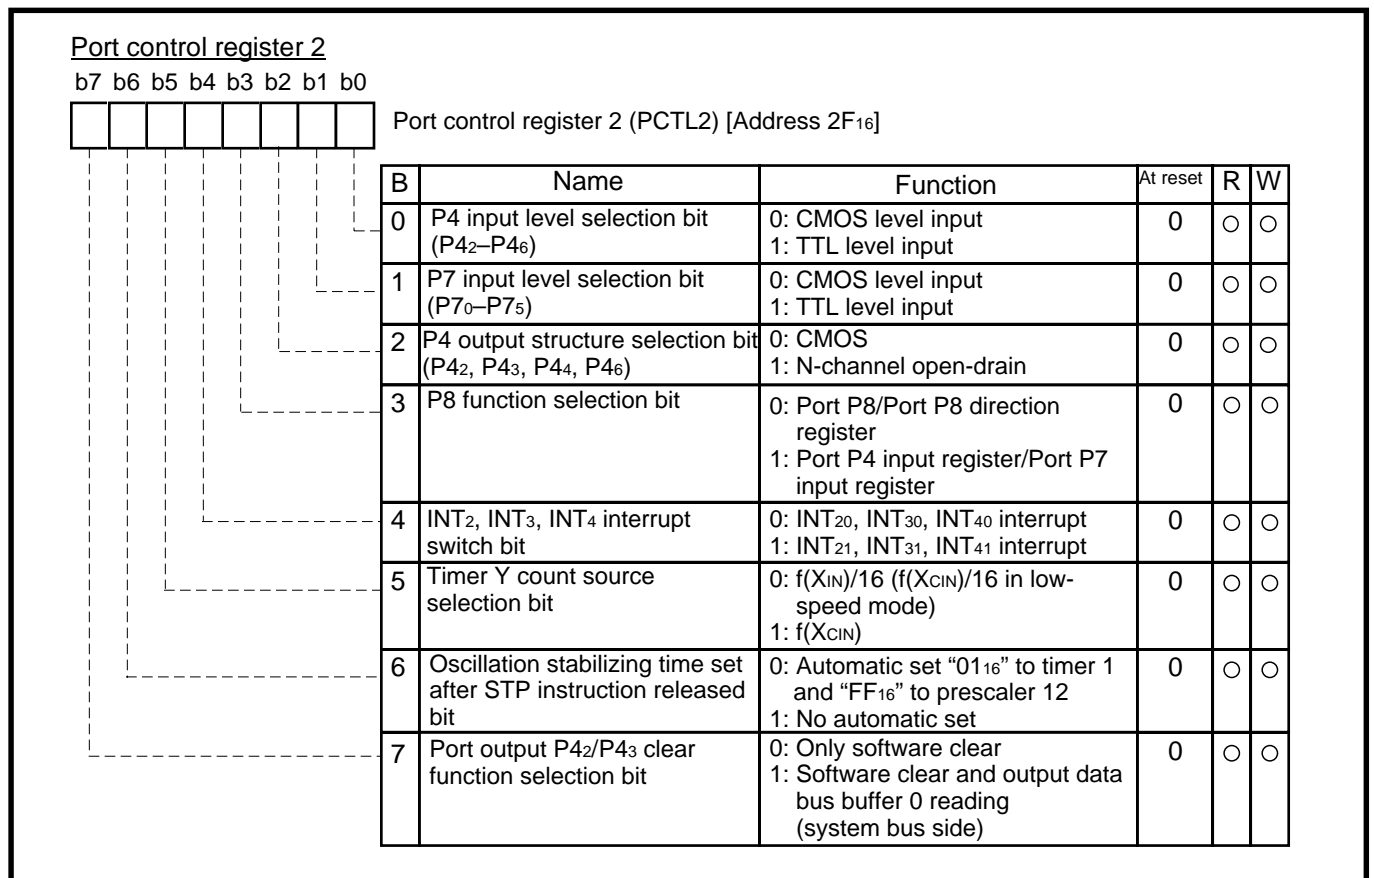 Port control register 2
b7 b6 b5 b4 b3 b2 b1 b0
Port control register 2 (PCTL2) [Address 2F16]
B Name Function At reset R W
0 P4 input level selection bit 0: CMOS level input 0 ○ ○
(P42–P46) 1: TTL level input
1 P7 input level selection bit 0: CMOS level input 0 ○ ○
(P70–P75) 1: TTL level input
2 P4 output structure selection bit 0: CMOS 0 ○ ○
(P42, P43, P44, P46) 1: N-channel open-drain
3 P8 function selection bit 0: Port P8/Port P8 direction 0 ○ ○
register
1: Port P4 input register/Port P7
input register
4 INT2, INT3, INT4 interrupt 0: INT20, INT30, INT40 interrupt 0 ○ ○
switch bit 1: INT21, INT31, INT41 interrupt
5 Timer Y count source 0: f(XIN)/16 (f(XCIN)/16 in low- 0 ○ ○
selection bit speed mode)
1: f(XCIN)
6 Oscillation stabilizing time set 0: Automatic set “0116” to timer 1 0 ○ ○
after STP instruction released and “FF16” to prescaler 12
bit 1: No automatic set
7 Port output P42/P43 clear 0: Only software clear 0 ○ ○
function selection bit 1: Software clear and output data
bus buffer 0 reading
(system bus side)